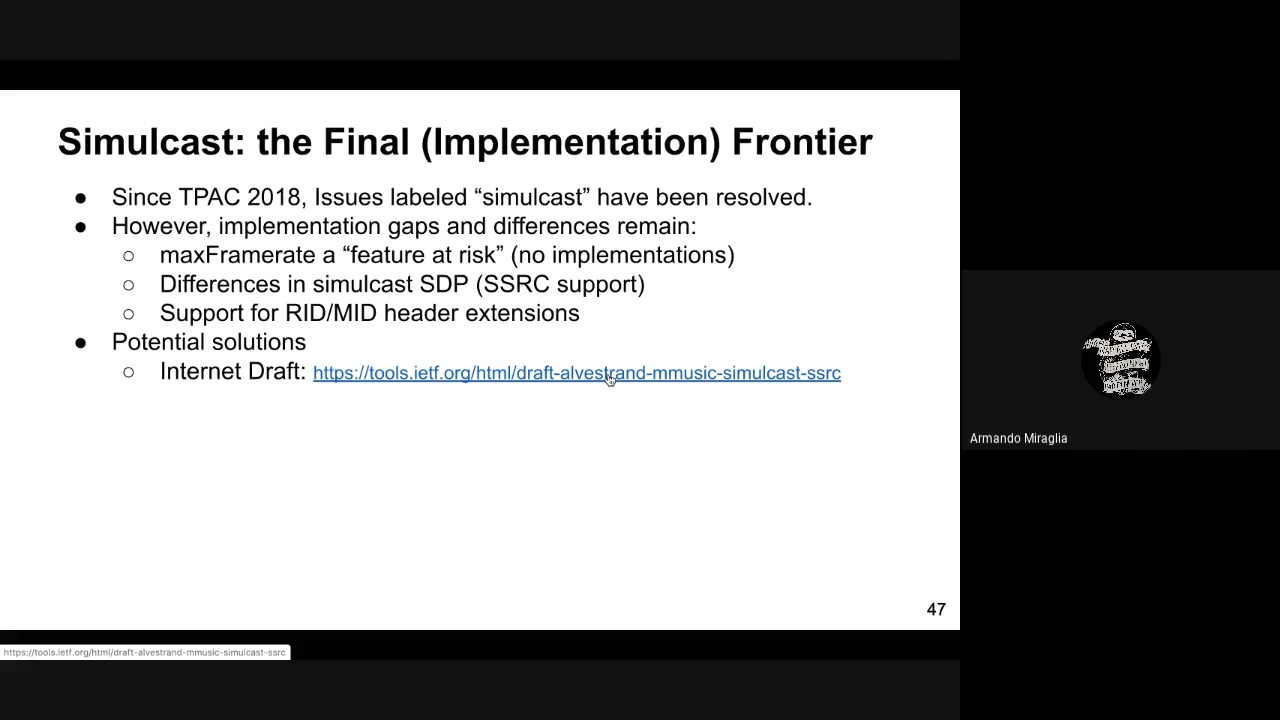 Simulcast: the Final (Implementation) Frontier
● Since TPAC 2018, Issues labeled “simulcast” have been resolved.
● However, implementation gaps and differences remain:
○ maxFramerate a “feature at risk” (no implementations)
○ Differences in simulcast SDP (SSRC support)
○ Support for RID/MID header extensions
● Potential solutions
○ Internet Draft: https://tools.ietf.org/html/draft-alvestrand-mmusic-simulcast-ssrc
Armando Miraglia
47
https://tools.ietf.org/html/draft-alvestrand-mmusic-simulcast-ssrc